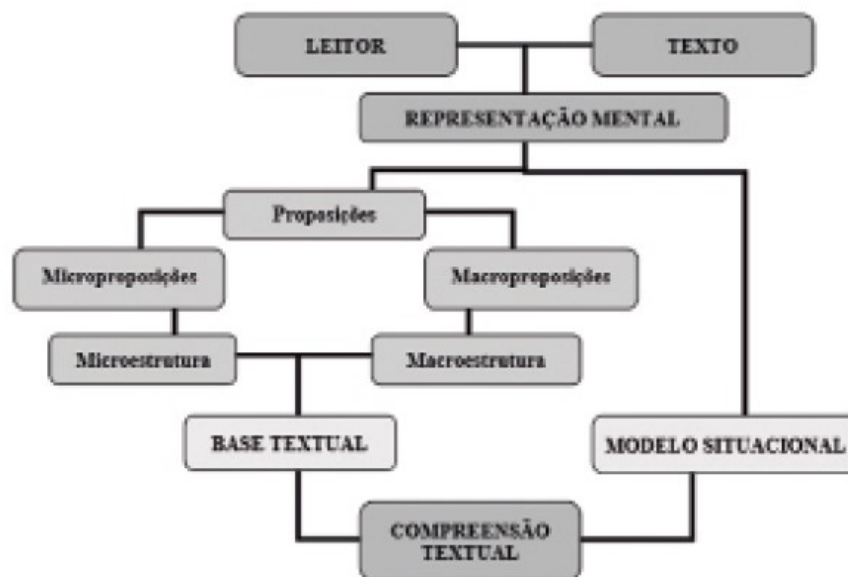 LEITOR
TEXTO
REPRESENTAÇÃO MENTAL
Proposições
Microproposições
Macroproposições
Microestrutura
Macroestrutura
BASE TEXTUAL
MODELO SITUACIONAL
COMPREENSÃO
TEXTUAL